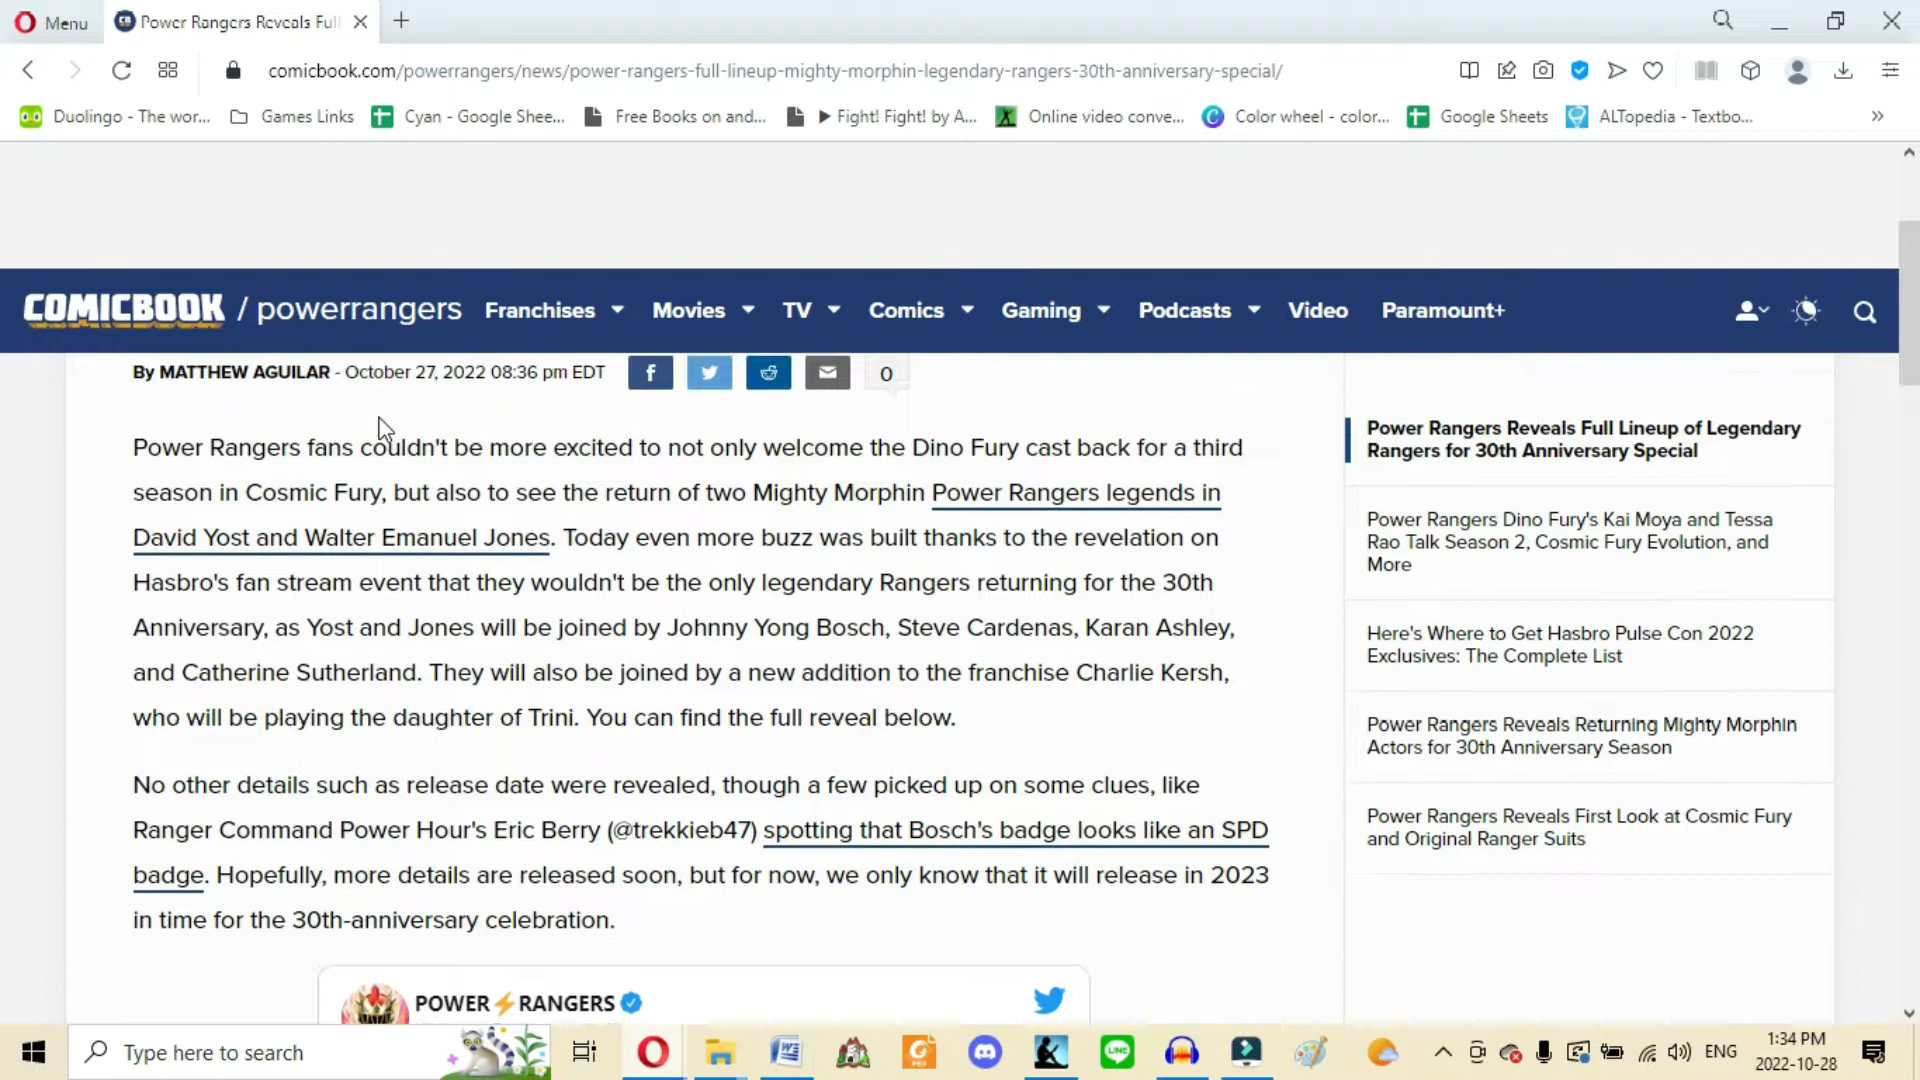 Menu
Power Rangers Reveals Full
comicbook.com/powerrangers/news/power-rangers-full-lineup-mighty-morphin-legendary-rangers-30th-anniversary-special/
Duolingo - The wor...
Games Links
Cyan - Google Shee...
Free Books on and...
▶ Fight! Fight! by A...
Online video conve...
Color wheel - color...
Google Sheets
ALTopedia - Textbo...
COMICBOOK / powerrangers
Franchises
Movies
TV
Comics
Gaming
Podcasts
Video
Paramount+
By MATTHEW AGUILAR - October 27, 2022 08:36 pm EDT
0
Power Rangers fans couldn't be more excited to not only welcome the Dino Fury cast back for a third
season in Cosmic Fury, but also to see the return of two Mighty Morphin Power Rangers legends in
David Yost and Walter Emanuel Jones. Today even more buzz was built thanks to the revelation on
Hasbro's fan stream event that they wouldn't be the only legendary Rangers returning for the 30th
Anniversary, as Yost and Jones will be joined by Johnny Yong Bosch, Steve Cardenas, Karan Ashley,
and Catherine Sutherland. They will also be joined by a new addition to the franchise Charlie Kersh,
who will be playing the daughter of Trini. You can find the full reveal below.
No other details such as release date were revealed, though a few picked up on some clues, like
Ranger Command Power Hour's Eric Berry (@trekkieb47) spotting that Bosch's badge looks like an SPD
badge. Hopefully, more details are released soon, but for now, we only know that it will release in 2023
in time for the 30th-anniversary celebration.
POWER⚡RANGERS
Power Rangers Reveals Full Lineup of Legendary
Rangers for 30th Anniversary Special
Power Rangers Dino Fury's Kai Moya and Tessa
Rao Talk Season 2, Cosmic Fury Evolution, and
More
Here's Where to Get Hasbro Pulse Con 2022
Exclusives: The Complete List
Power Rangers Reveals Returning Mighty Morphin
Actors for 30th Anniversary Season
Power Rangers Reveals First Look at Cosmic Fury
and Original Ranger Suits
Type here to search
ENG
1:34 PM
2022-10-28